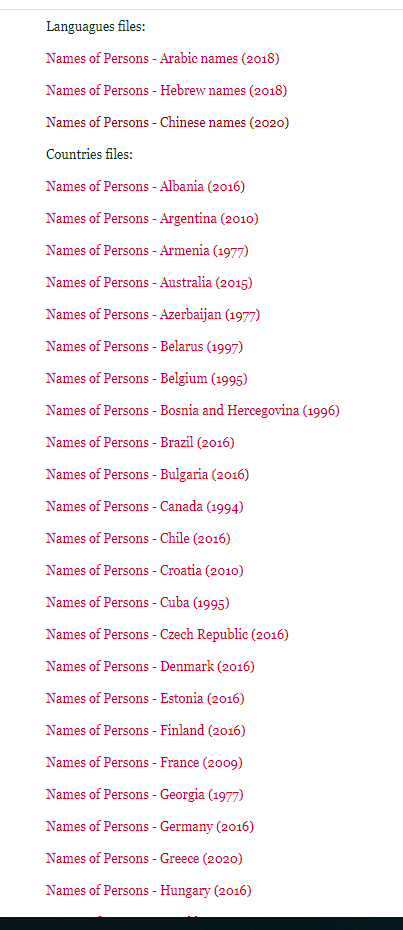 Languagues files:
Names of Persons - Arabic names (2018)
Names of Persons - Hebrew names (2018)
Names of Persons - Chinese names (2020)
Countries files:
Names of Persons - Albania (2016)
Names of Persons - Argentina (2010)
Names of Persons - Armenia (1977)
Names of Persons - Australia (2015)
Names of Persons - Azerbaijan (1977)
Names of Persons - Belarus (1997)
Names of Persons - Belgium (1995)
Names of Persons - Bosnia and Hercegovina (1996)
Names of Persons - Brazil (2016)
Names of Persons - Bulgaria (2016)
Names of Persons - Canada (1994)
Names of Persons - Chile (2016)
Names of Persons - Croatia (2010)
Names of Persons - Cuba (1995)
Names of Persons - Czech Republic (2016)
Names of Persons - Denmark (2016)
Names of Persons - Estonia (2016)
Names of Persons - Finland (2016)
Names of Persons - France (2009)
Names of Persons - Georgia (1977)
Names of Persons - Germany (2016)
Names of Persons - Greece (2020)
Names of Persons - Hungary (2016)